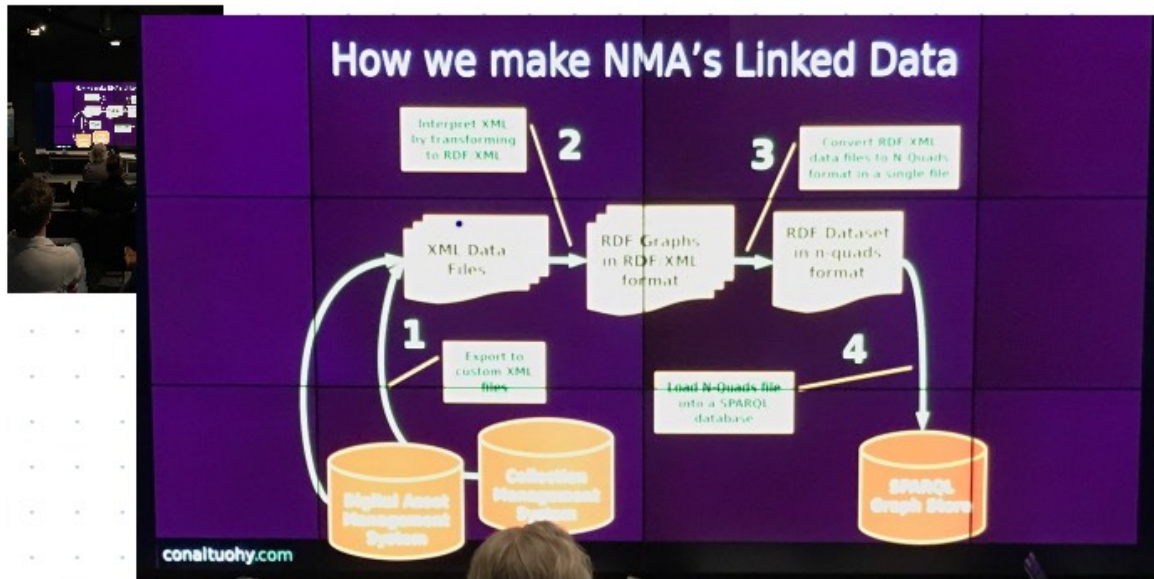 How we make NMA's Linked Data
Interpret XML
by transforming
to RDF/XML
2
3
Convert RDF/XML
data files to N-Quads
format in a single file
XML Data
Files
RDF Graphs
in RDF/XML
format
RDF Dataset
in n-quads
format
1
Export to
custom XML
files
4
Load N-Quads file
into a SPARQL
database
Digital Asset
Management
System
Collection
Management
System
SPARQL
Graph Store
conaltuohy.com